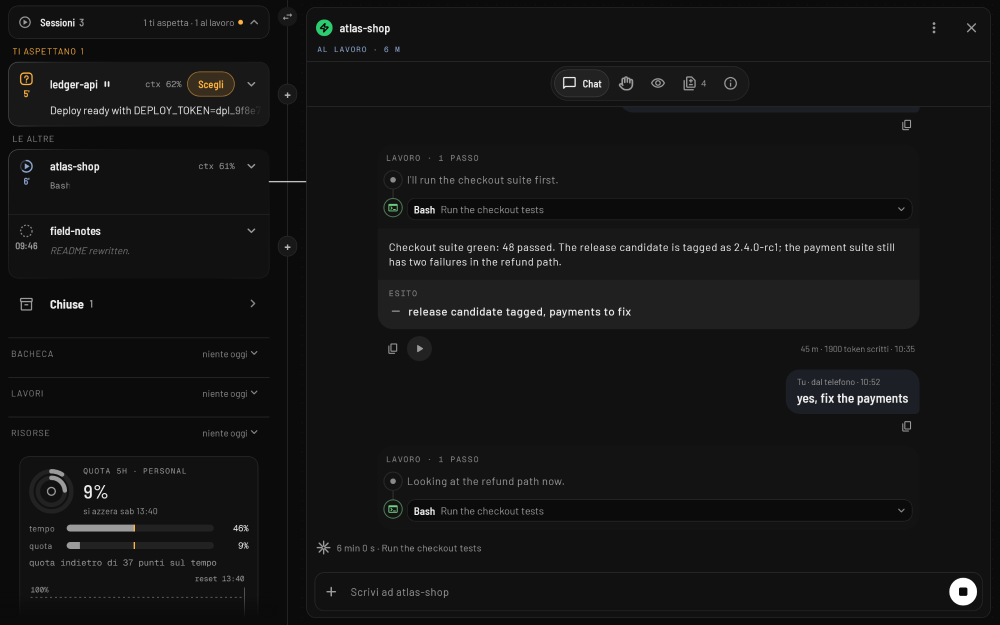 Sessioni 3
1 ti aspetta · 1 al lavoro
TI ASPETTANO 1
ledger-api
ctx 62%
Scegli
5'
Deploy ready with DEPLOY_TOKEN=dpl_9f8e7
LE ALTRE
atlas-shop
ctx 61%
6'
Bash
field-notes
09:46
README rewritten.
Chiuse 1
BACHECA
niente oggi
LAVORI
niente oggi
RISORSE
niente oggi
QUOTA 5H · PERSONAL
9%
si azzera sab 13:40
tempo
46%
quota
9%
quota indietro di 37 punti sul tempo
reset 13:40
100%
atlas-shop
AL LAVORO · 6 M
Chat
4
LAVORO · 1 PASSO
I'll run the checkout suite first.
Bash Run the checkout tests
Checkout suite green: 48 passed. The release candidate is tagged as 2.4.0-rc1; the payment suite still
has two failures in the refund path.
ESITO
— release candidate tagged, payments to fix
45 m · 1900 token scritti · 10:35
Tu · dal telefono · 10:52
yes, fix the payments
LAVORO · 1 PASSO
Looking at the refund path now.
Bash Run the checkout tests
6 min 0 s · Run the checkout tests
Scrivi ad atlas-shop